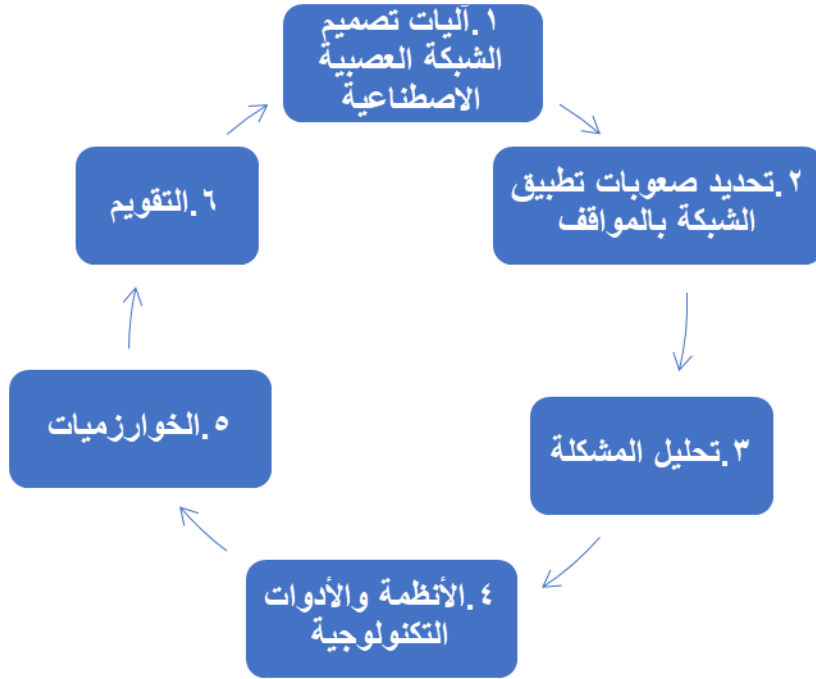 ١.آليات تصميم
الشبكة العصبية
الاصطناعية
٢.تحديد صعوبات تطبيق
الشبكة بالمواقف
٣.تحليل المشكلة
٤.الأنظمة والأدوات
التكنولوجية
٥.الخوارزميات
٦.التقويم